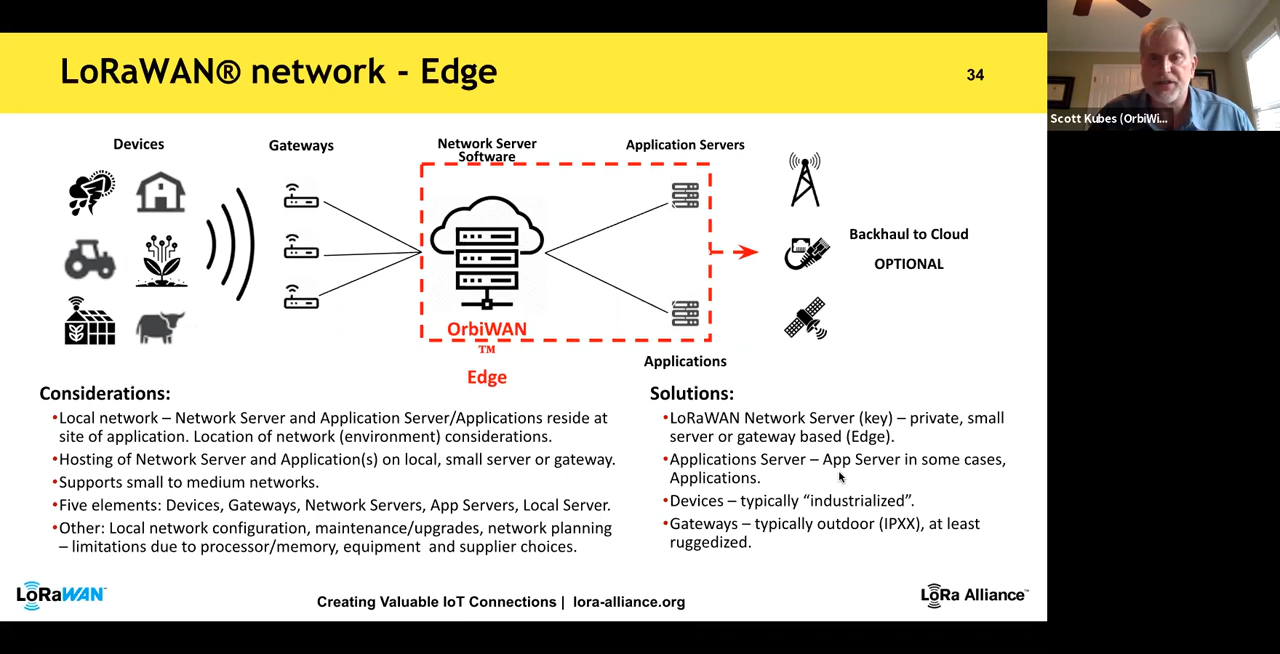 LoRaWAN® network - Edge
34
Scott Kubes (OrbiWi...
Devices
Gateways
Network Server
Software
Application Servers
Backhaul to Cloud
OPTIONAL
OrbiWAN
TM
Edge
Applications
Considerations:
•Local network – Network Server and Application Server/Applications reside at
site of application. Location of network (environment) considerations.
•Hosting of Network Server and Application(s) on local, small server or gateway.
•Supports small to medium networks.
•Five elements: Devices, Gateways, Network Servers, App Servers, Local Server.
•Other: Local network configuration, maintenance/upgrades, network planning
– limitations due to processor/memory, equipment and supplier choices.
Solutions:
•LoRaWAN Network Server (key) – private, small
server or gateway based (Edge).
•Applications Server – App Server in some cases,
Applications.
•Devices – typically “industrialized”.
•Gateways – typically outdoor (IPXX), at least
ruggedized.
LoRaWAN™
Creating Valuable IoT Connections | lora-alliance.org
LoRa Alliance™